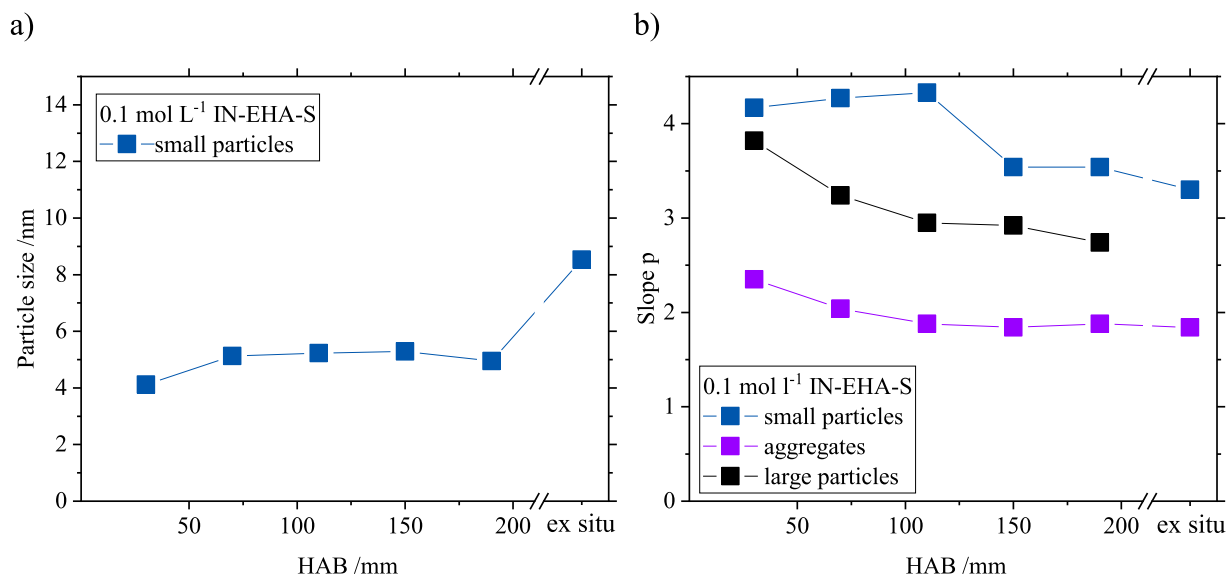 a)
14
12
10
8
6
4
2
0
Particle size /nm
0.1 mol L⁻¹ IN-EHA-S
small particles
50
100
150
200
ex situ
HAB /mm
b)
4
3
2
1
0
Slope p
0.1 mol l⁻¹ IN-EHA-S
small particles
aggregates
large particles
50
100
150
200
ex situ
HAB /mm